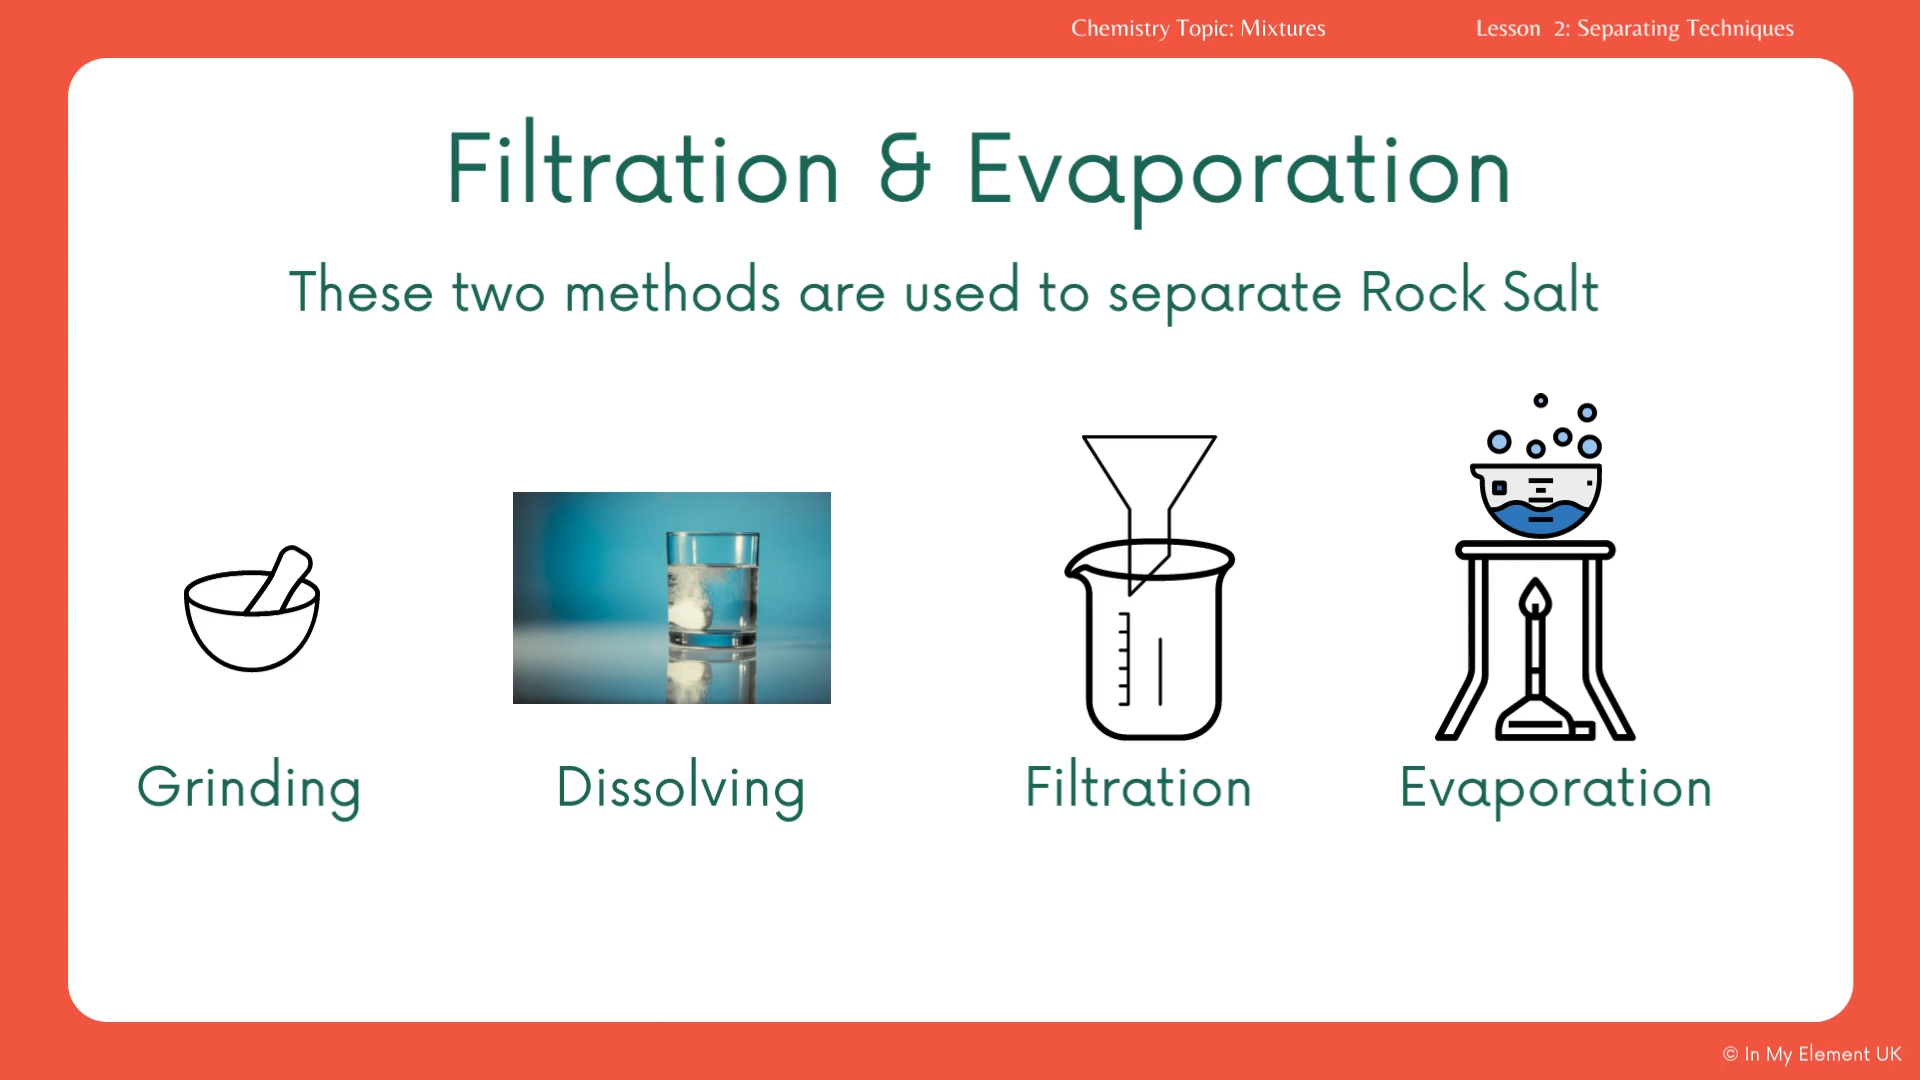 Chemistry Topic: Mixtures
Lesson 2: Separating Techniques
Filtration & Evaporation
These two methods are used to separate Rock Salt
Grinding
Dissolving
Filtration
Evaporation
© In My Element UK